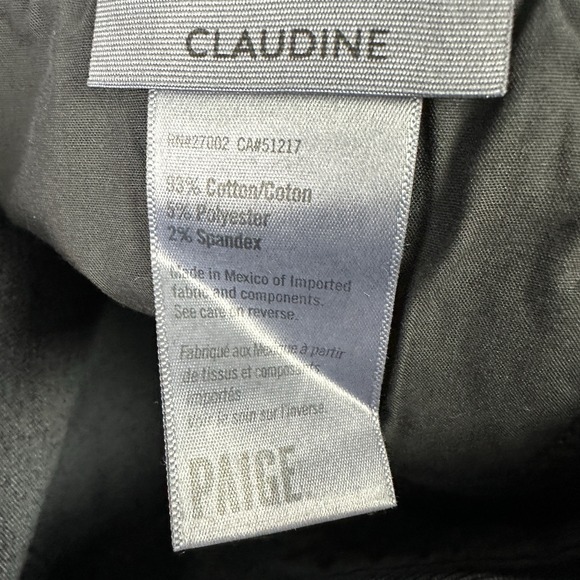 CLAUDINE
RN#27002 CA#51217
93% Cotton/Coton
5% Polyester
2% Spandex
Made in Mexico of Imported
fabric and components.
See care on reverse.
Fabriqué aux Mexique à partir
de tissus et composants
importés
Voir le soin sur l'inverse.
PAIGE